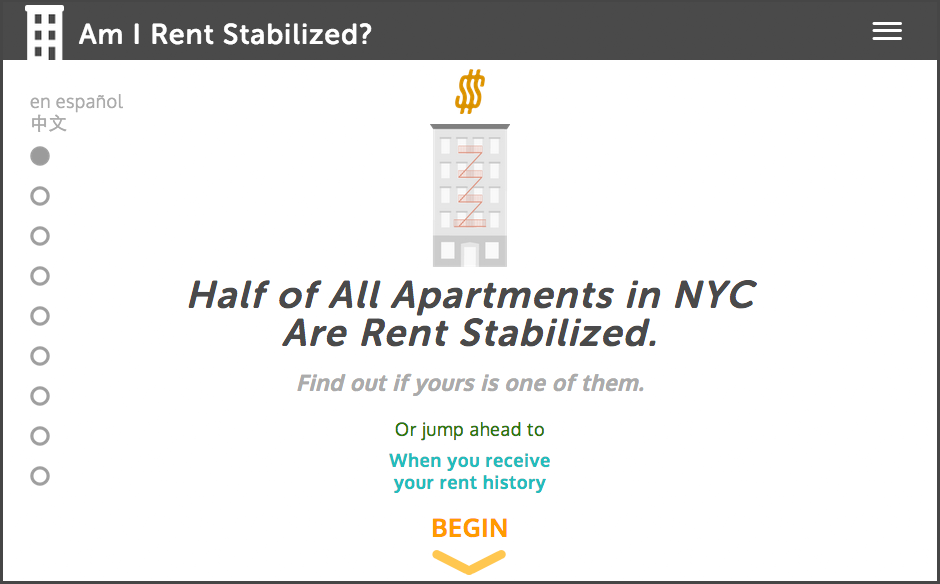 Am I Rent Stabilized?
en español
中文
$$$
Half of All Apartments in NYC
Are Rent Stabilized.
Find out if yours is one of them.
Or jump ahead to
When you receive
your rent history
BEGIN